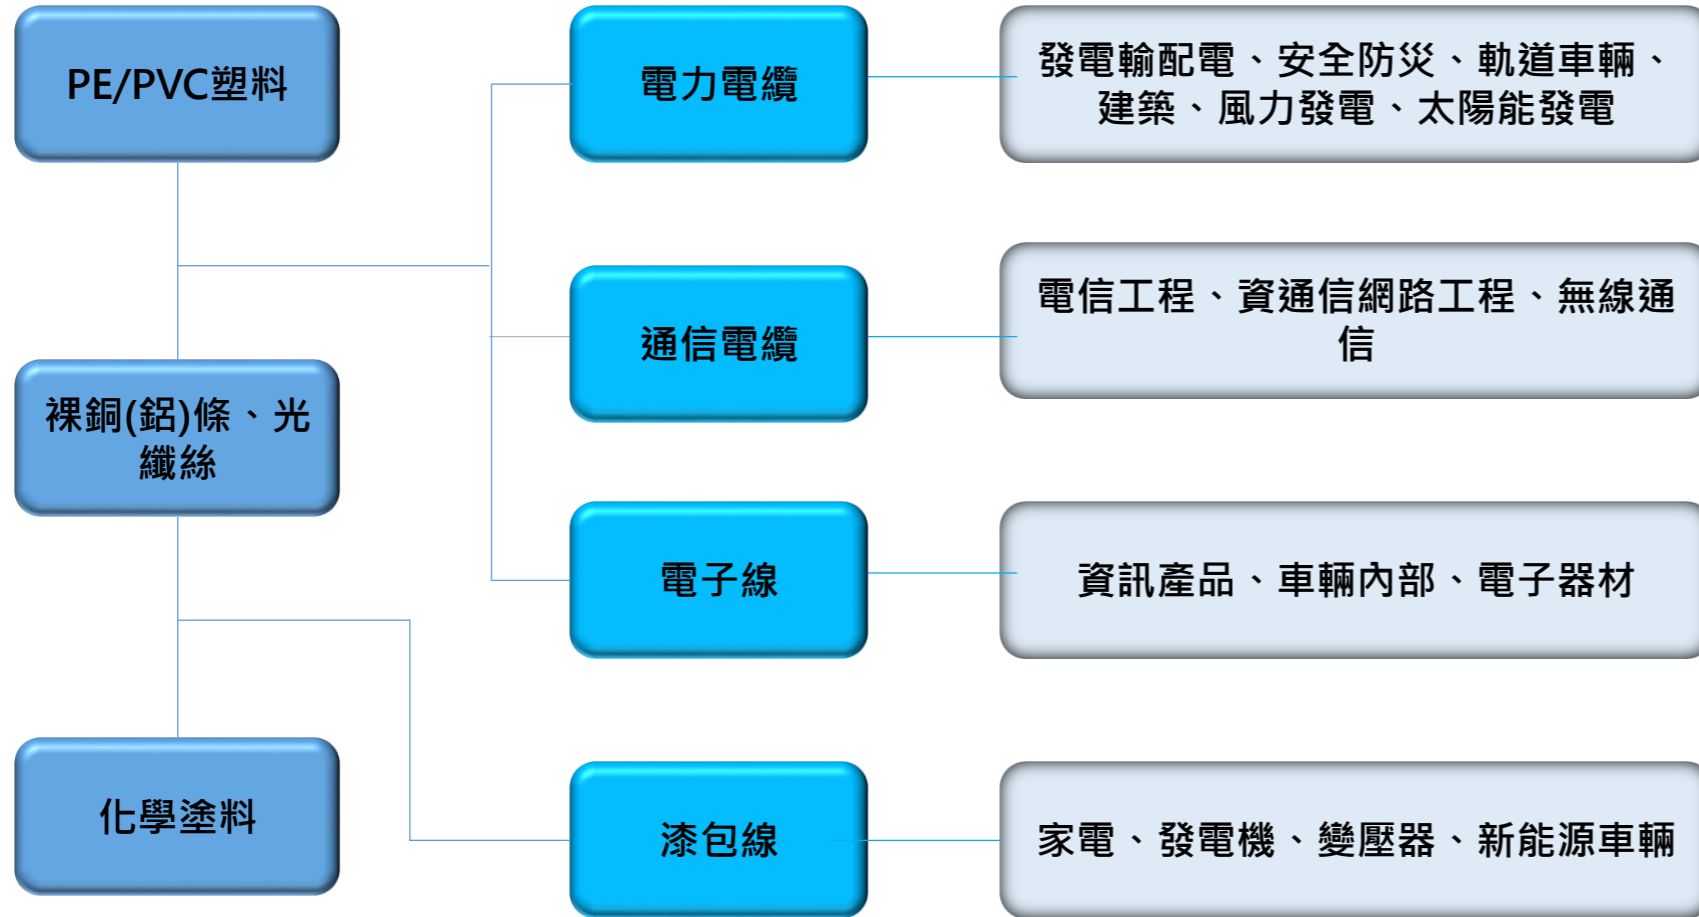 PE/PVC塑料
電力電纜
發電輸配電、安全防災、軌道車輛、
建築、風力發電、太陽能發電
通信電纜
電信工程、資通信網路工程、無線通
信
裸銅(鋁)條、光
纖絲
電子線
資訊產品、車輛內部、電子器材
化學塗料
漆包線
家電、發電機、變壓器、新能源車輛